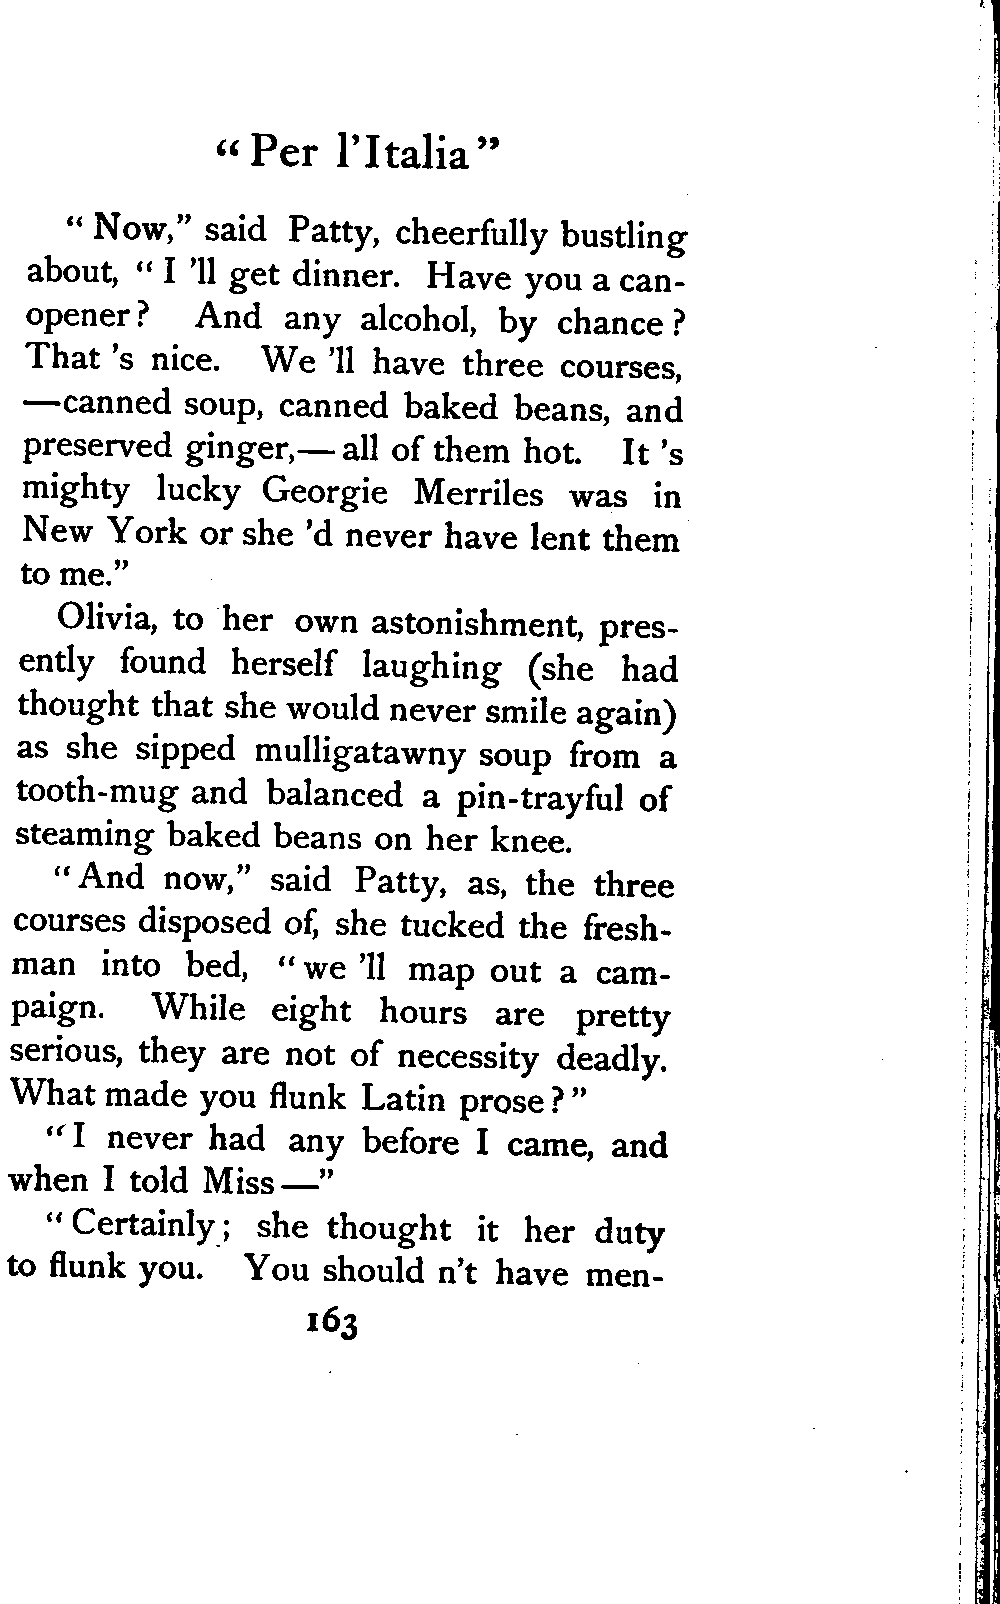 “ Per l’Italia ”
“ Now,” said Patty, cheerfully bustling
about, “ I ’ll get dinner. Have you a can-
opener ? And any alcohol, by chance ?
That ’s nice. We ’ll have three courses,
—canned soup, canned baked beans, and
preserved ginger,— all of them hot. It ’s
mighty lucky Georgie Merriles was in
New York or she ’d never have lent them
to me.”
Olivia, to her own astonishment, pres-
ently found herself laughing (she had
thought that she would never smile again)
as she sipped mulligatawny soup from a
tooth-mug and balanced a pin-trayful of
steaming baked beans on her knee.
“ And now,” said Patty, as, the three
courses disposed of, she tucked the fresh-
man into bed, “ we ’ll map out a cam-
paign. While eight hours are pretty
serious, they are not of necessity deadly.
What made you flunk Latin prose ? ”
“ I never had any before I came, and
when I told Miss —”
“ Certainly ; she thought it her duty
to flunk you. You should n’t have men-
163